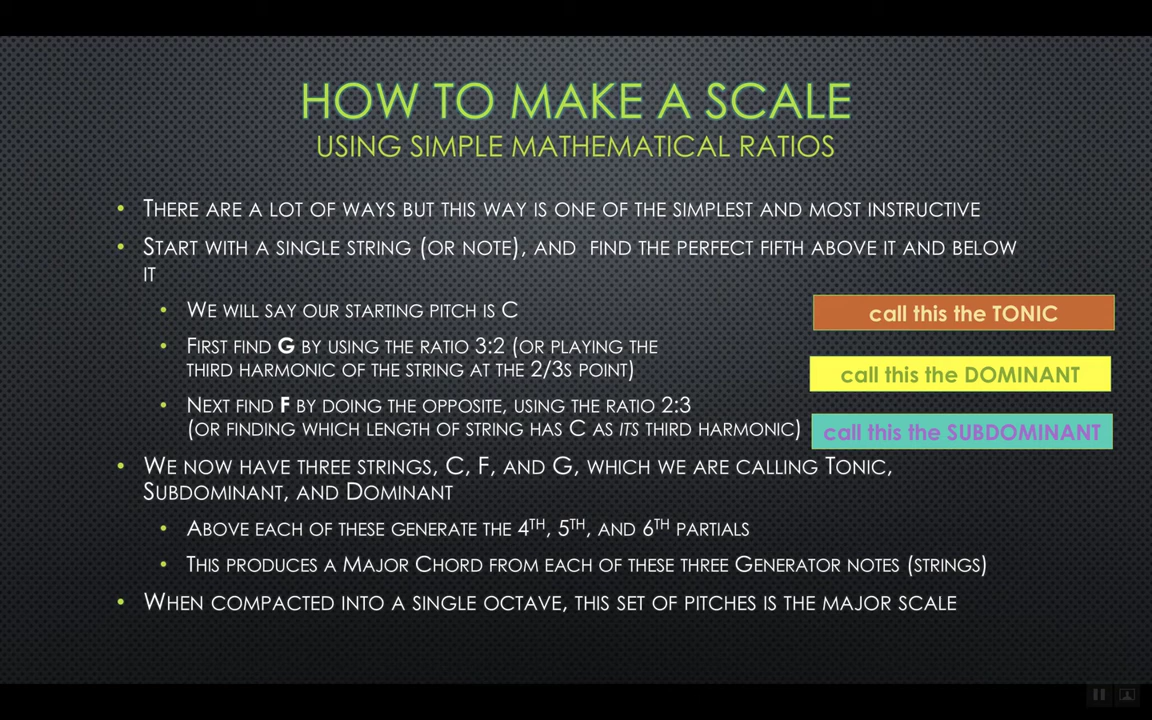 HOW TO MAKE A SCALE
USING SIMPLE MATHEMATICAL RATIOS
• THERE ARE A LOT OF WAYS BUT THIS WAY IS ONE OF THE SIMPLEST AND MOST INSTRUCTIVE
• START WITH A SINGLE STRING (OR NOTE), AND FIND THE PERFECT FIFTH ABOVE IT AND BELOW
IT
• WE WILL SAY OUR STARTING PITCH IS C
call this the TONIC
• FIRST FIND G BY USING THE RATIO 3:2 (OR PLAYING THE
THIRD HARMONIC OF THE STRING AT THE 2/3S POINT)
call this the DOMINANT
• NEXT FIND F BY DOING THE OPPOSITE, USING THE RATIO 2:3
(OR FINDING WHICH LENGTH OF STRING HAS C AS ITS THIRD HARMONIC)
call this the SUBDOMINANT
• WE NOW HAVE THREE STRINGS, C, F, AND G, WHICH WE ARE CALLING TONIC,
SUBDOMINANT, AND DOMINANT
• ABOVE EACH OF THESE GENERATE THE 4TH, 5TH, AND 6TH PARTIALS
• THIS PRODUCES A MAJOR CHORD FROM EACH OF THESE THREE GENERATOR NOTES (STRINGS)
• WHEN COMPACTED INTO A SINGLE OCTAVE, THIS SET OF PITCHES IS THE MAJOR SCALE